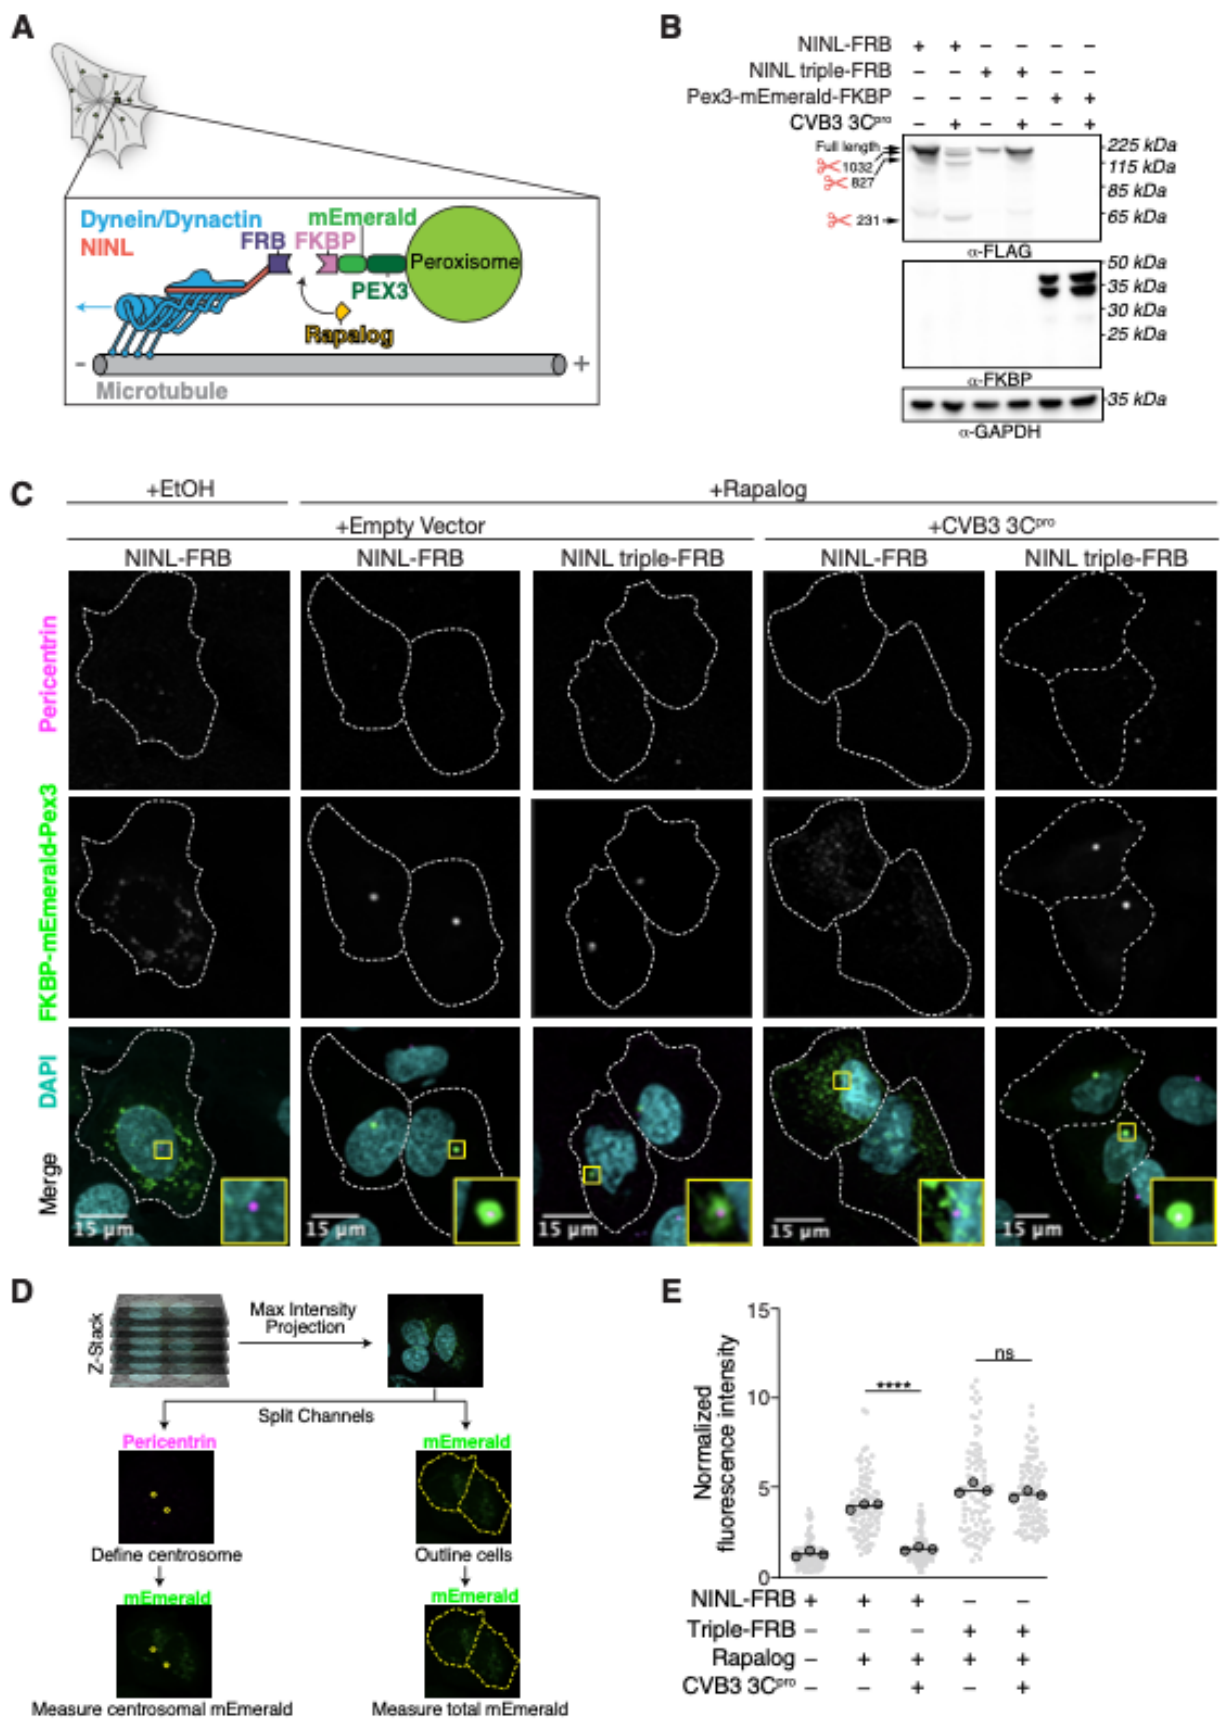 A
Dynein/Dynactin
NINL
mEmerald
FRB FKBP
Peroxisome
PEX3
Rapalog
- +
Microtubule
B
NINL-FRB + + – – – –
NINL triple-FRB – – + + – –
Pex3-mEmerald-FKBP – – – – + +
CVB3 3Cpro – + – + – +
Full length
1032
827
231
225 kDa
115 kDa
85 kDa
65 kDa
α-FLAG
50 kDa
35 kDa
30 kDa
25 kDa
α-FKBP
35 kDa
α-GAPDH
C
+EtOH
+Rapalog
+Empty Vector
+CVB3 3Cpro
NINL-FRB
NINL-FRB
NINL triple-FRB
NINL-FRB
NINL triple-FRB
Pericentrin
FKBP-mEmerald-Pex3
Merge DAPI
15 µm
15 µm
15 µm
15 µm
15 µm
D
Z-Stack
Max Intensity
Projection
Split Channels
Pericentrin
mEmerald
Define centrosome
Outline cells
mEmerald
mEmerald
Measure centrosomal mEmerald
Measure total mEmerald
E
Normalized
fluorescence intensity
15
10
5
0
****
ns
NINL-FRB + + + – –
Triple-FRB – – – + +
Rapalog – + + + +
CVB3 3Cpro – – + – +